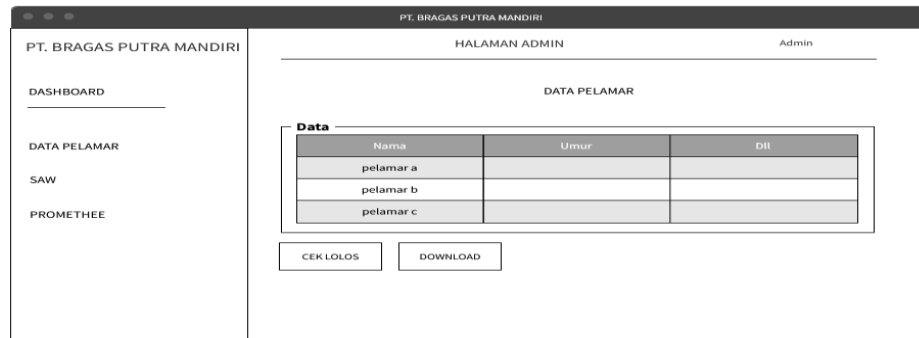 PT. BRAGAS PUTRA MANDIRI
PT. BRAGAS PUTRA MANDIRI
HALAMAN ADMIN
Admin
DASHBOARD
DATA PELAMAR
SAW
PROMETHEE
DATA PELAMAR
Data
Nama Umur Dll
pelamar a
pelamar b
pelamar c
CEK LOLOS
DOWNLOAD